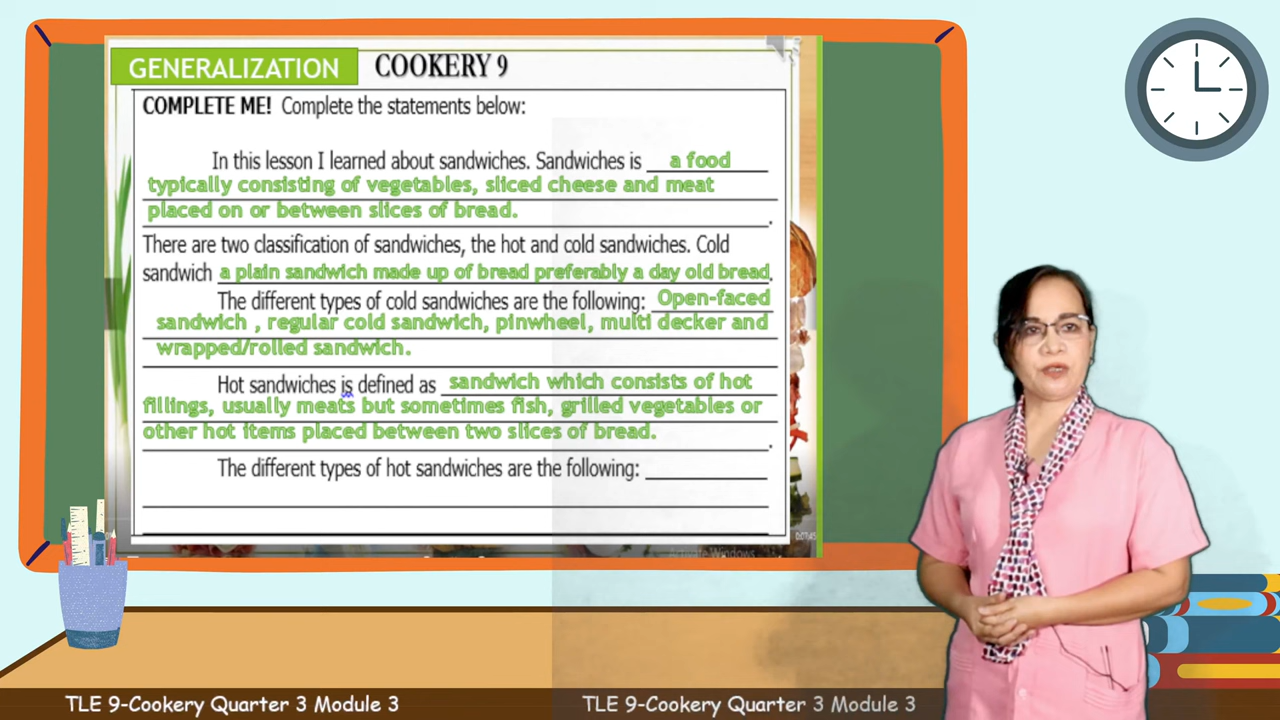 GENERALIZATION COOKERY 9
COMPLETE ME! Complete the statements below:
In this lesson I learned about sandwiches. Sandwiches is a food
typically consisting of vegetables, sliced cheese and meat
placed on or between slices of bread.
There are two classification of sandwiches, the hot and cold sandwiches. Cold
sandwich a plain sandwich made up of bread preferably a day old bread.
The different types of cold sandwiches are the following: Open-faced
sandwich , regular cold sandwich, pinwheel, multi decker and
wrapped/rolled sandwich.
Hot sandwiches is defined as sandwich which consists of hot
fillings, usually meats but sometimes fish, grilled vegetables or
other hot items placed between two slices of bread.
The different types of hot sandwiches are the following:
Activate Windows
TLE 9-Cookery Quarter 3 Module 3
TLE 9-Cookery Quarter 3 Module 3